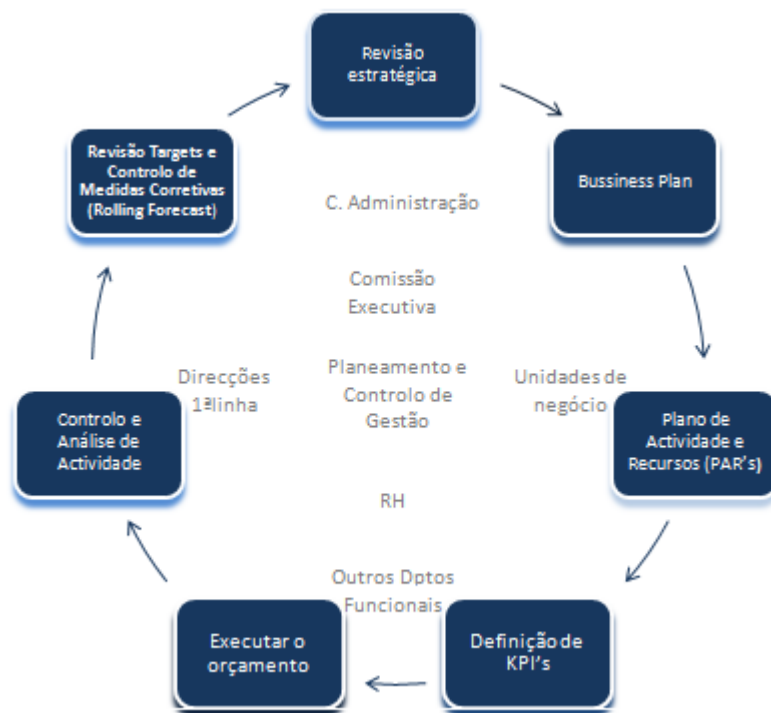 Revisão
estratégica
Bussiness Plan
Plano de
Actividade e
Recursos (PAR's)
Definição de
KPI's
Executar o
orçamento
Controlo e
Análise de
Actividade
Revisão Targets e
Controlo de
Medidas Corretivas
(Rolling Forecast)
C. Administração
Comissão
Executiva
Direcções
1ªlinha
Planeamento e
Controlo de
Gestão
Unidades de
negócio
RH
Outros Dptos
Funcionais